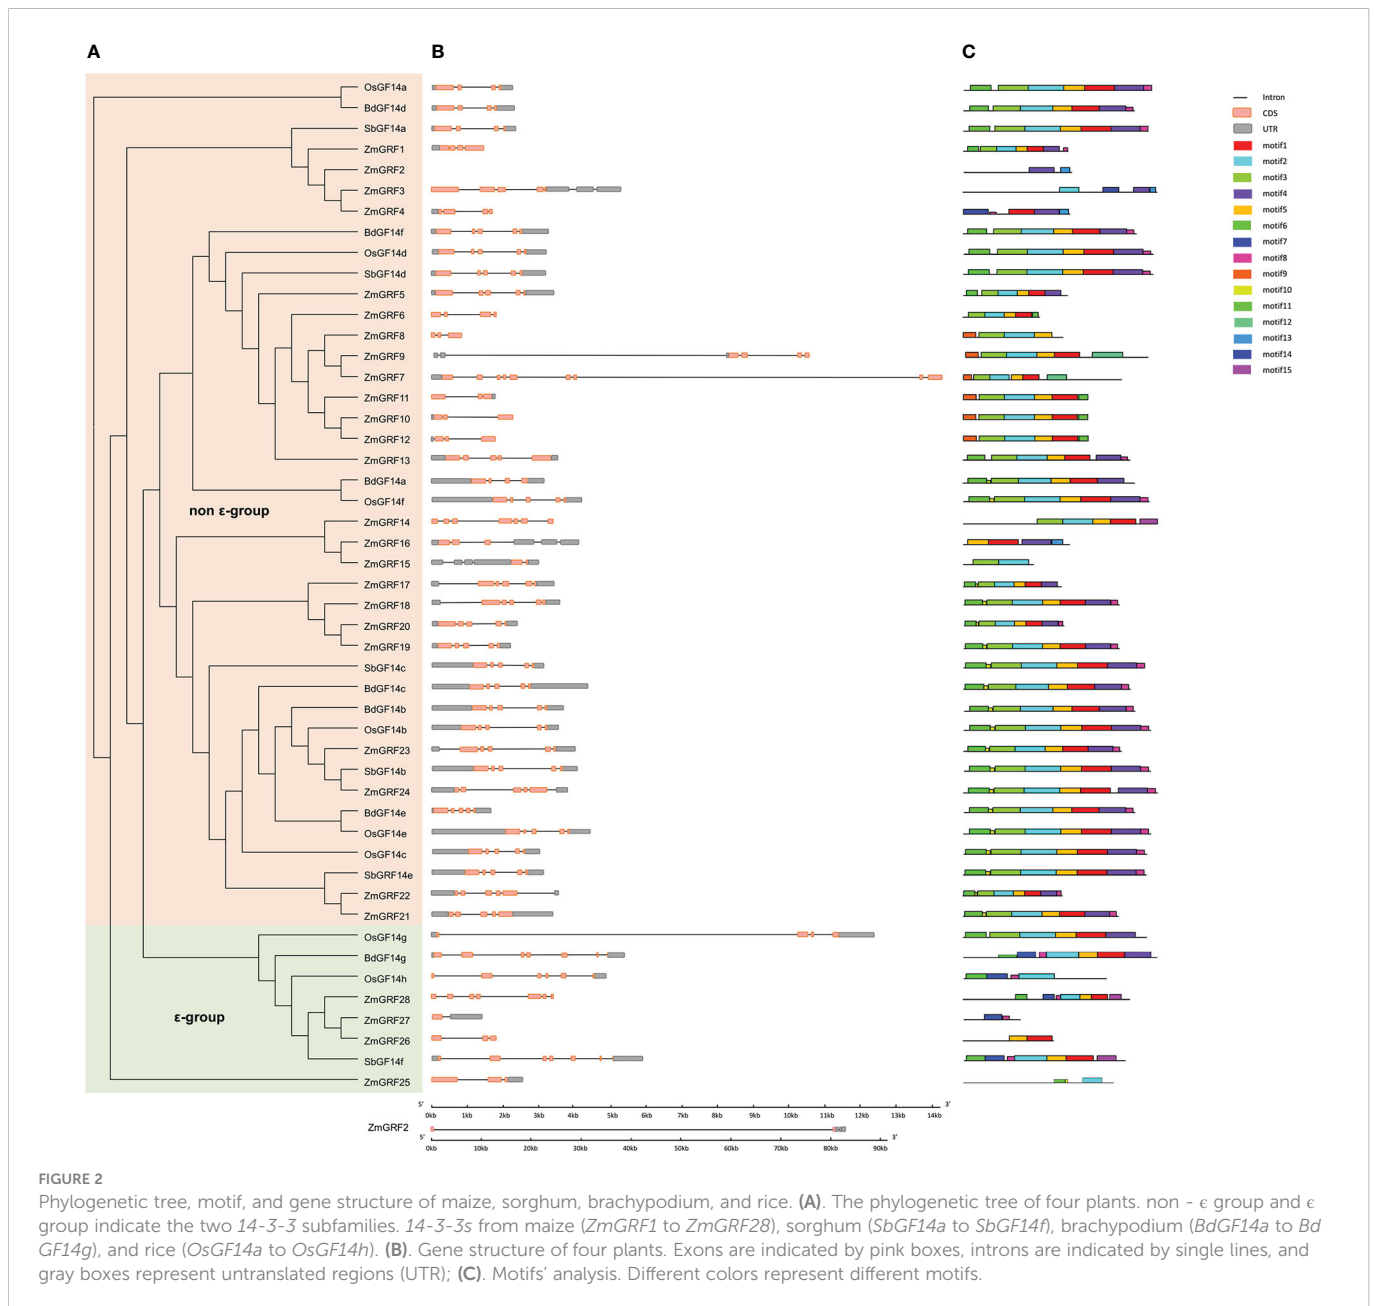 A
B
C
OsGF14a
BdGF14d
SbGF14a
ZmGRF1
ZmGRF2
ZmGRF3
ZmGRF4
BdGF14f
OsGF14d
SbGF14d
ZmGRF5
ZmGRF6
ZmGRF8
ZmGRF9
ZmGRF7
ZmGRF11
ZmGRF10
ZmGRF12
ZmGRF13
BdGF14a
OsGF14f
non ε-group
ZmGRF14
ZmGRF16
ZmGRF15
ZmGRF17
ZmGRF18
ZmGRF20
ZmGRF19
SbGF14c
BdGF14c
BdGF14b
OsGF14b
ZmGRF23
SbGF14b
ZmGRF24
BdGF14e
OsGF14e
OsGF14c
SbGRF14e
ZmGRF22
ZmGRF21
OsGF14g
BdGF14g
OsGF14h
ZmGRF28
ε-group
ZmGRF27
ZmGRF26
SbGF14f
ZmGRF25
Intron
CDS
UTR
motif1
motif2
motif3
motif4
motif5
motif6
motif7
motif8
motif9
motif10
motif11
motif12
motif13
motif14
motif15
5' 3'
0kb 1kb 2kb 3kb 4kb 5kb 6kb 7kb 8kb 9kb 10kb 11kb 12kb 13kb 14kb
ZmGRF2
5' 3'
0kb 10kb 20kb 30kb 40kb 50kb 60kb 70kb 80kb 90kb
FIGURE 2
Phylogenetic tree, motif, and gene structure of maize, sorghum, brachypodium, and rice. (A). The phylogenetic tree of four plants. non - ϵ group and ϵ
group indicate the two 14-3-3 subfamilies. 14-3-3s from maize (ZmGRF1 to ZmGRF28), sorghum (SbGF14a to SbGF14f), brachypodium (BdGF14a to Bd
GF14g), and rice (OsGF14a to OsGF14h). (B). Gene structure of four plants. Exons are indicated by pink boxes, introns are indicated by single lines, and
gray boxes represent untranslated regions (UTR); (C). Motifs' analysis. Different colors represent different motifs.